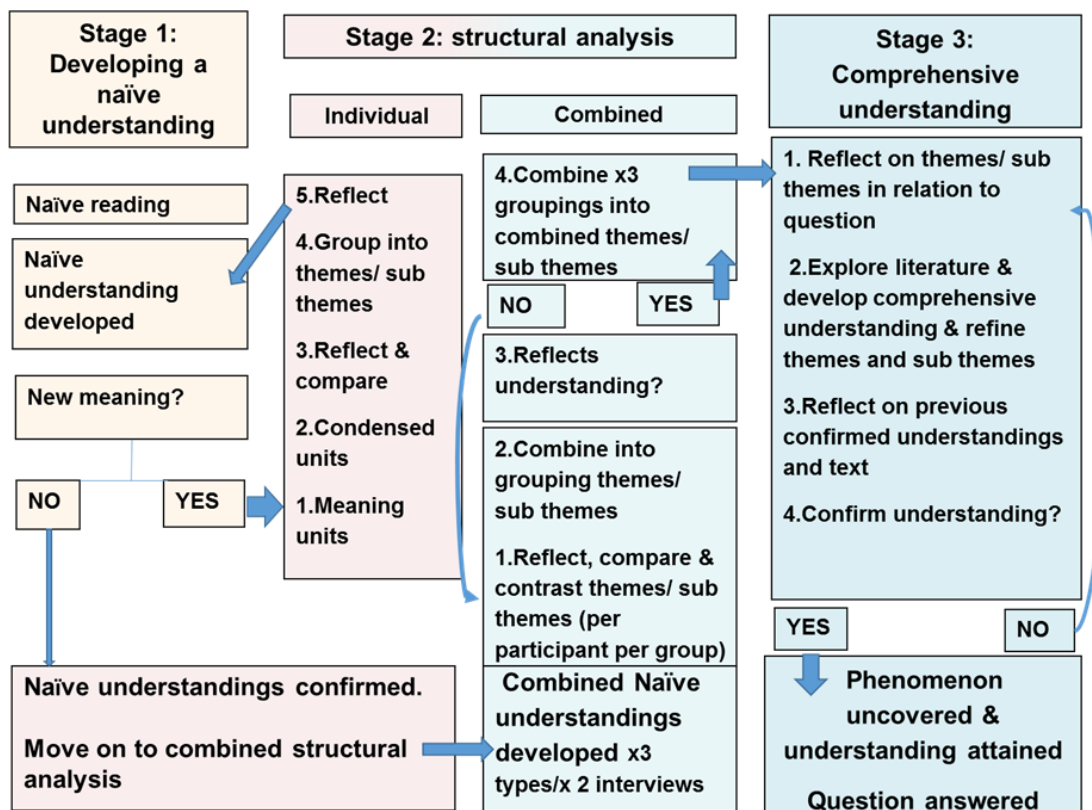 Stage 1:
Developing a
naïve
understanding
Naïve reading
Naïve
understanding
developed
New meaning?
NO
YES
Stage 2: structural analysis
Individual
5.Reflect
4.Group into
themes/ sub
themes
3.Reflect &
compare
2.Condensed
units
1.Meaning
units
Naïve understandings confirmed.
Move on to combined structural
analysis
Combined
4.Combine x3
groupings into
combined themes/
sub themes
NO
YES
3.Reflects
understanding?
2.Combine into
grouping themes/
sub themes
1.Reflect, compare &
contrast themes/ sub
themes (per
participant per group)
Combined Naïve
understandings
developed x3
types/x 2 interviews
Stage 3:
Comprehensive
understanding
1. Reflect on themes/ sub
themes in relation to
question
2.Explore literature &
develop comprehensive
understanding & refine
themes and sub themes
3.Reflect on previous
confirmed understandings
and text
4.Confirm understanding?
YES
NO
Phenomenon
uncovered &
understanding attained
Question answered